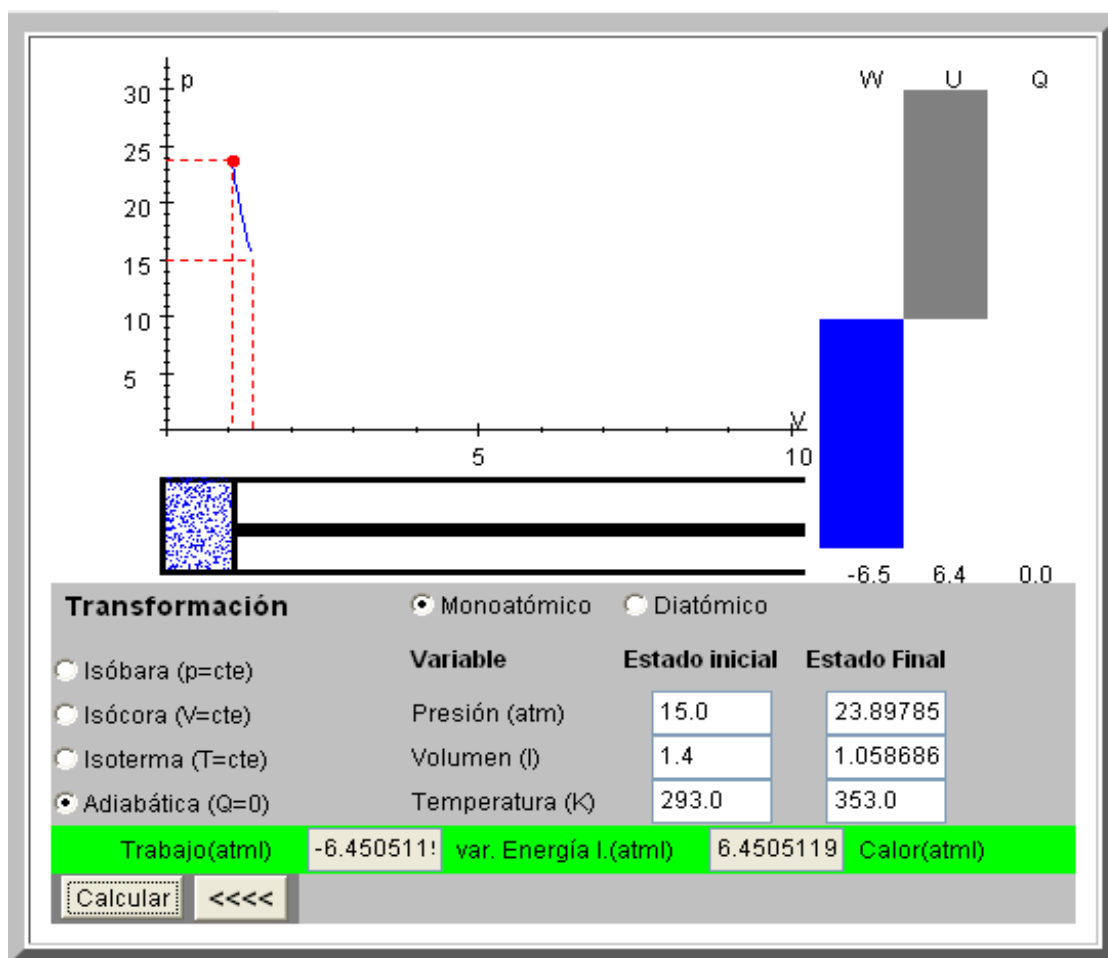 p
30
25
20
15
10
5
V
5
10
W U Q
-6.5 6.4 0.0
Transformación
Monoatómico Diatómico
Variable Estado inicial Estado Final
Isóbara (p=cte)
Presión (atm) 15.0 23.89785
Isócora (V=cte)
Volumen (l) 1.4 1.058686
Isoterma (T=cte)
Temperatura (K) 293.0 353.0
Adiabática (Q=0)
Trabajo(atml) -6.450511 var. Energía I.(atml) 6.4505119 Calor(atml)
Calcular <<<<